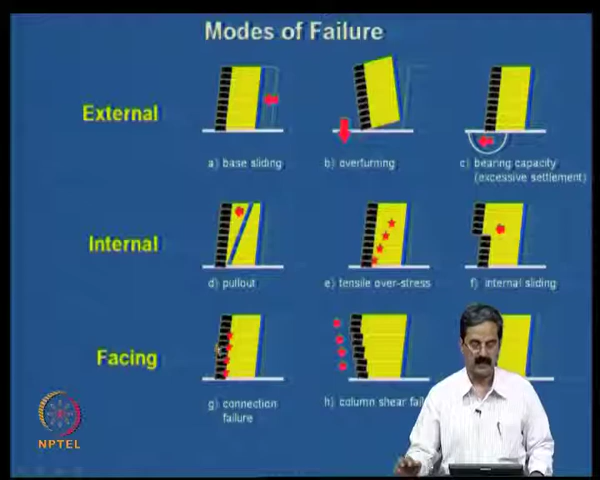 Modes of Failure
External
a) base sliding
b) overturning
c) bearing capacity
(excessive settlement)
Internal
d) pullout
e) tensile over-stress
f) internal sliding
Facing
g) connection
failure
h) column shear
NPTEL